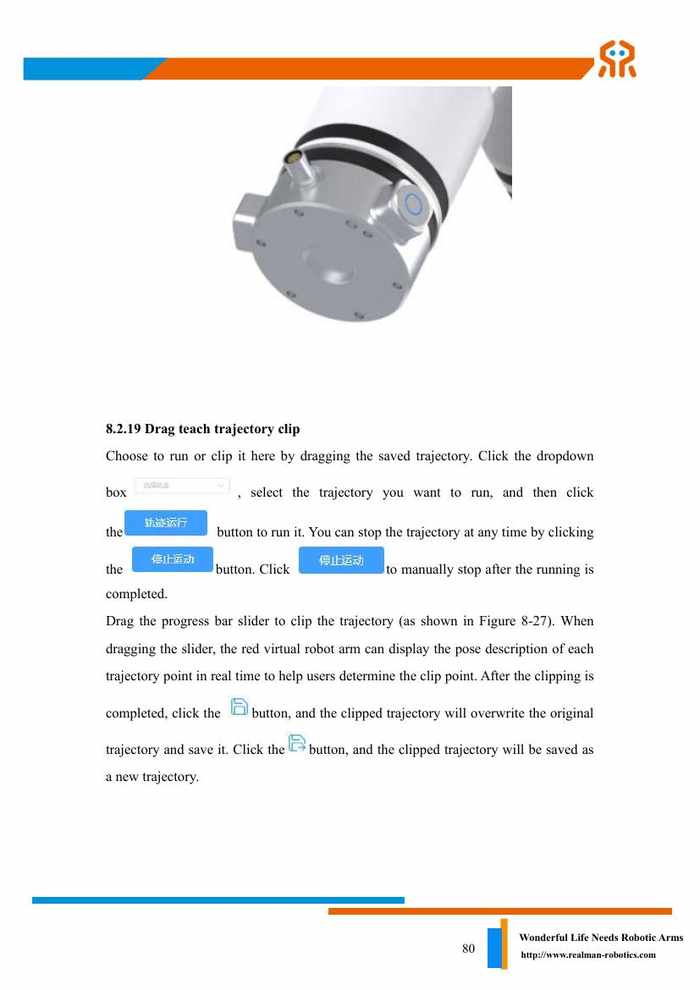 8.2.19 Drag teach trajectory clip
Choose to run or clip it here by dragging the saved trajectory. Click the dropdown
box , select the trajectory you want to run, and then click
the 轨迹运行 button to run it. You can stop the trajectory at any time by clicking
the 停止运动 button. Click 停止运动 to manually stop after the running is
completed.
Drag the progress bar slider to clip the trajectory (as shown in Figure 8-27). When
dragging the slider, the red virtual robot arm can display the pose description of each
trajectory point in real time to help users determine the clip point. After the clipping is
completed, click the button, and the clipped trajectory will overwrite the original
trajectory and save it. Click the button, and the clipped trajectory will be saved as
a new trajectory.
80
Wonderful Life Needs Robotic Arms
http://www.realman-robotics.com